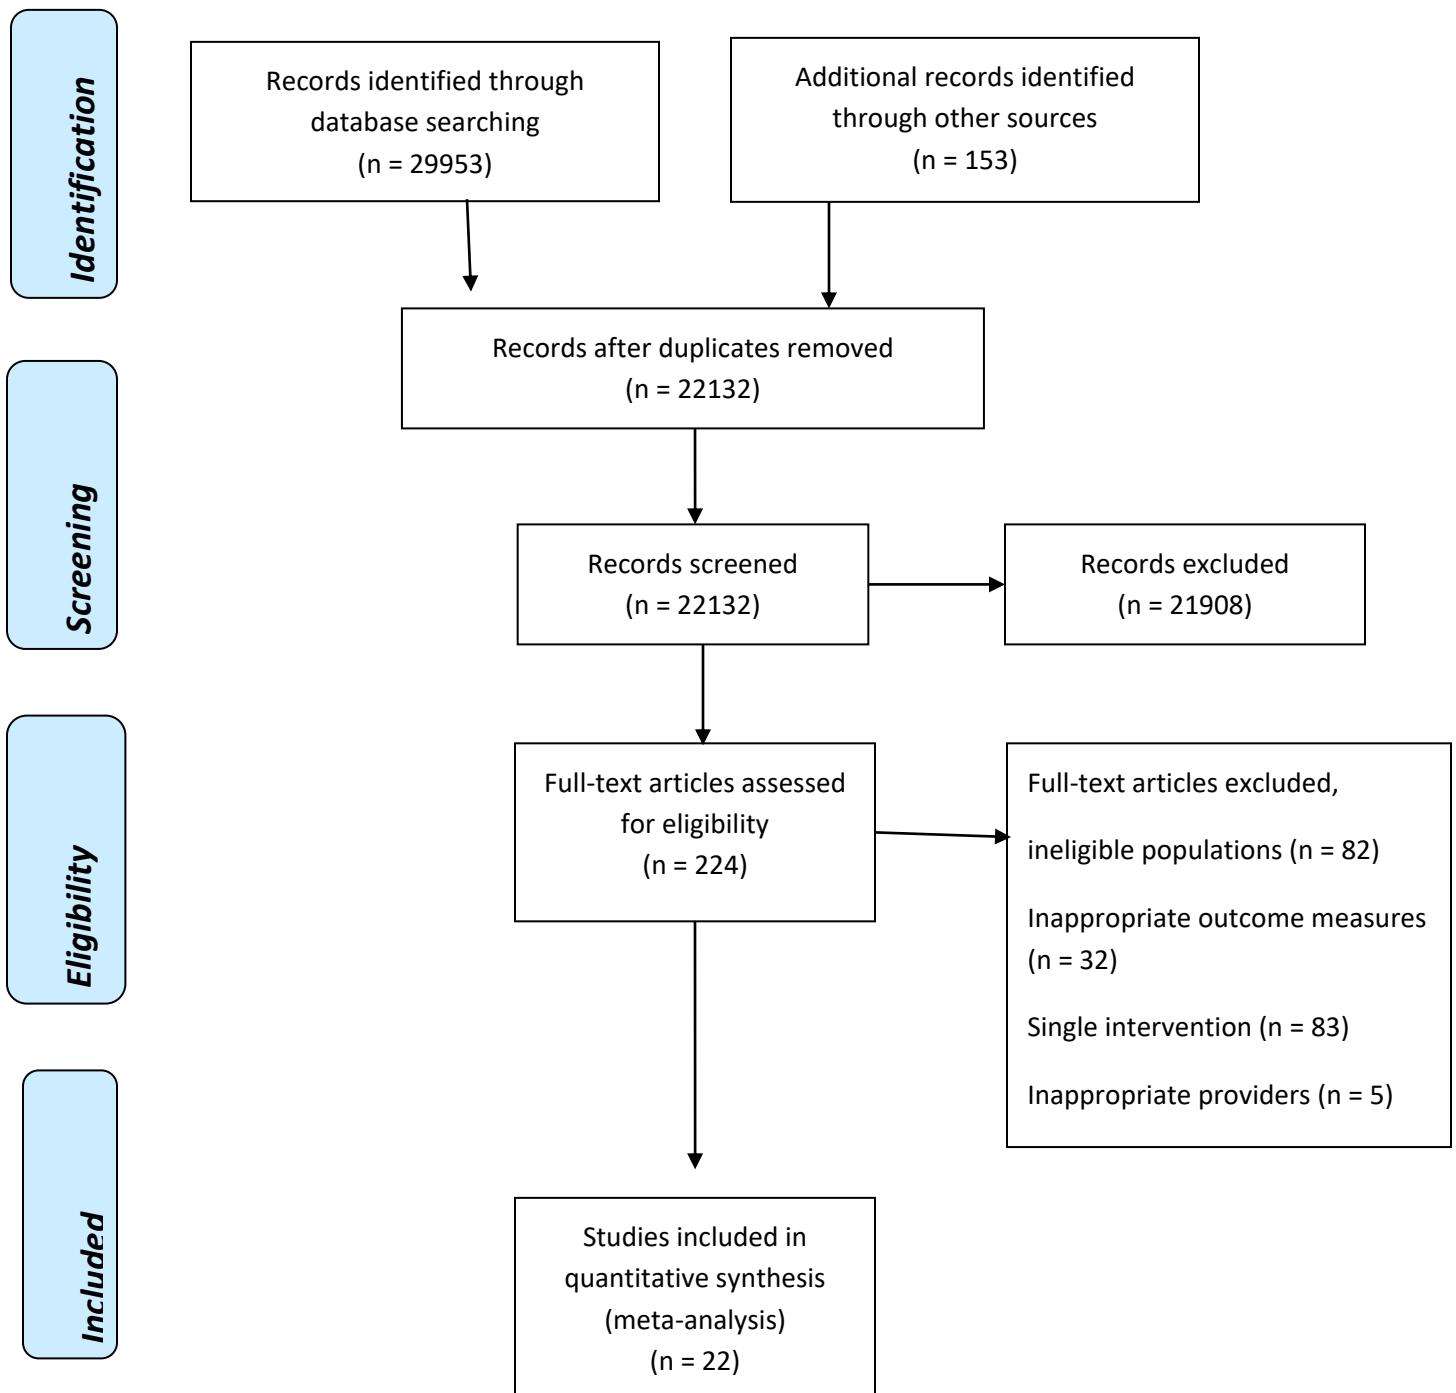 Identification
Records identified through
database searching
(n = 29953)
Additional records identified
through other sources
(n = 153)
Records after duplicates removed
(n = 22132)
Screening
Records screened
(n = 22132)
Records excluded
(n = 21908)
Eligibility
Full-text articles assessed
for eligibility
(n = 224)
Full-text articles excluded,
ineligible populations (n = 82)
Inappropriate outcome measures
(n = 32)
Single intervention (n = 83)
Inappropriate providers (n = 5)
Included
Studies included in
quantitative synthesis
(meta-analysis)
(n = 22)